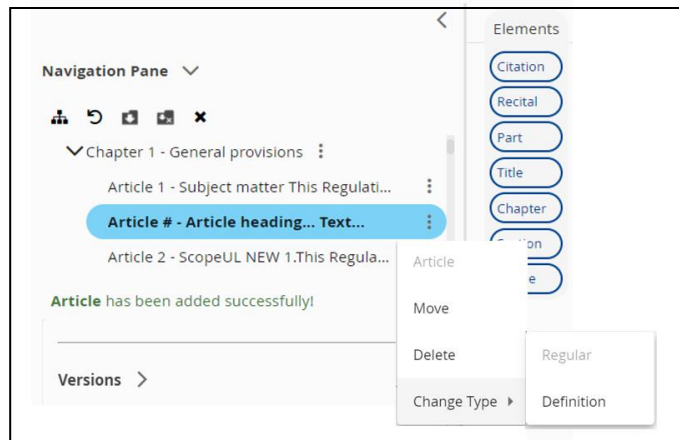 Elements
Navigation Pane
Citation
Recital
Part
Title
Chapter
Chapter 1 - General provisions
Article 1 - Subject matter This Regulati...
Article # - Article heading... Text...
Article 2 - ScopeUL NEW 1.This Regula...
Article has been added successfully!
Versions
Article
Move
Delete
Change Type
Regular
Definition